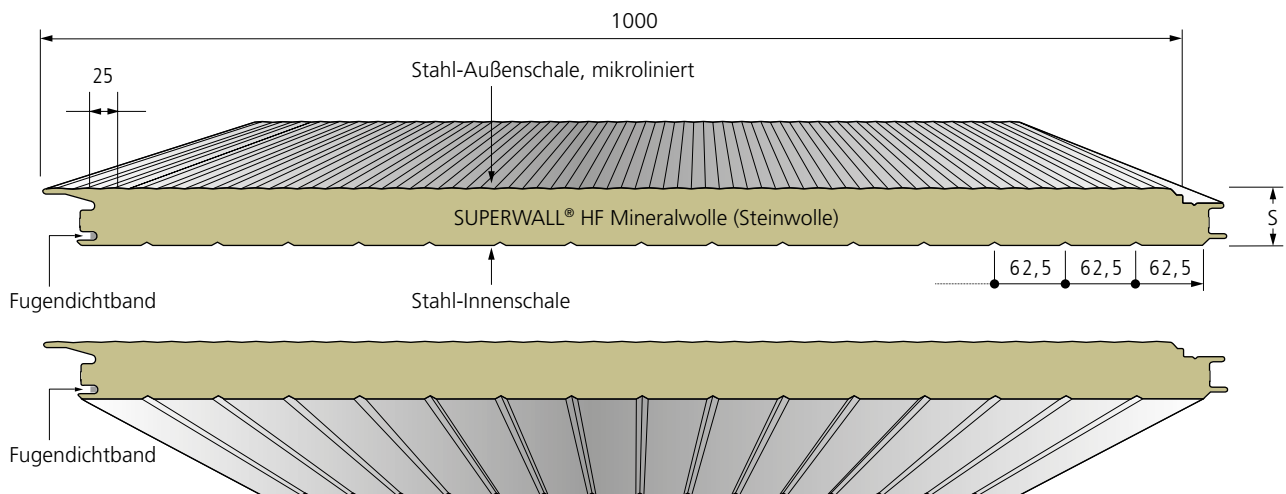 1000
25
Stahl-Außenschale, mikroliniert
SUPERWALL® HF Mineralwolle (Steinwolle)
S
62,5 62,5 62,5
Fugendichtband
Stahl-Innenschale
Fugendichtband